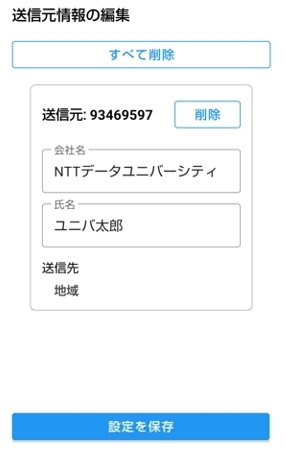 送信元情報の編集
すべて削除
送信元: 93469597
削除
会社名
NTTデータユニバーシティ
氏名
ユニバ太郎
送信先
地域
設定を保存